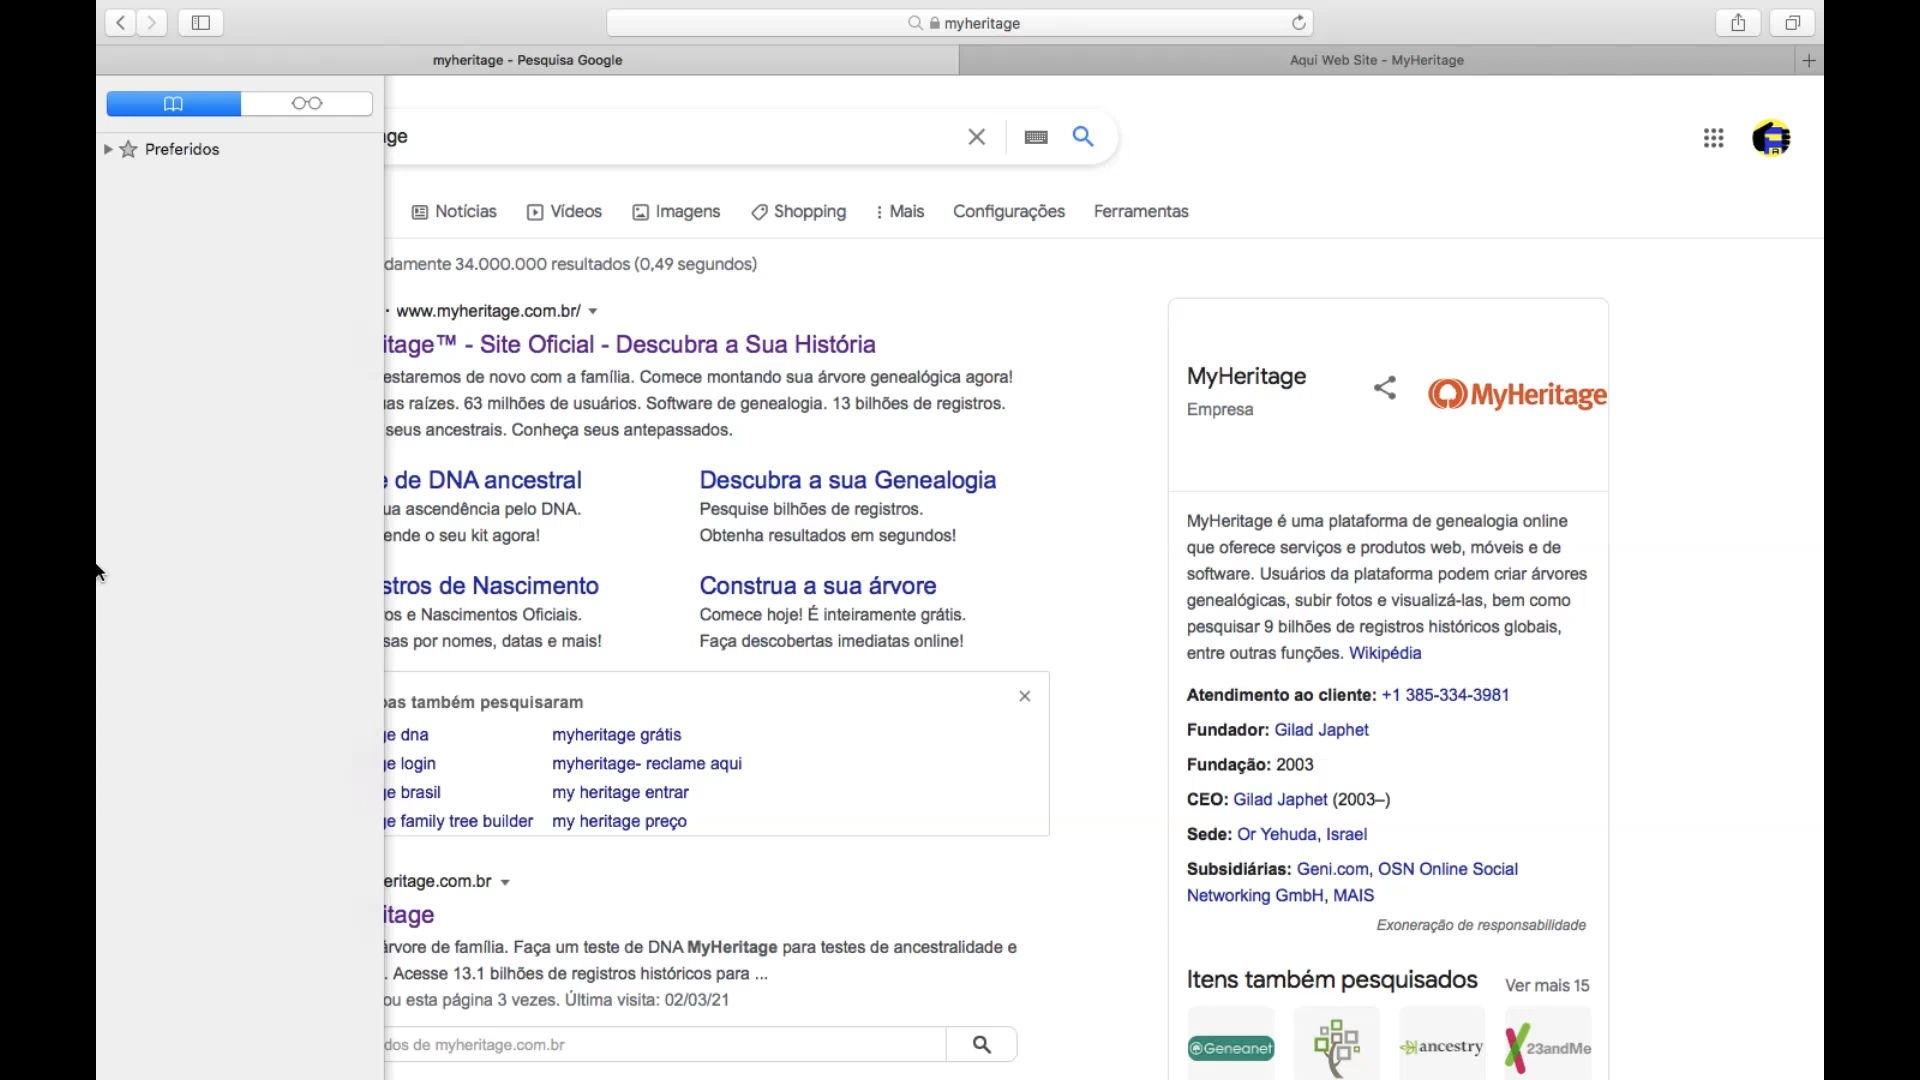 myheritage
myheritage - Pesquisa Google
Aqui Web Site - MyHeritage
Preferidos
ge
Notícias
Vídeos
Imagens
Shopping
Mais
Configurações
Ferramentas
damente 34.000.000 resultados (0,49 segundos)
· www.myheritage.com.br/
itage™ - Site Oficial - Descubra a Sua História
estaremos de novo com a família. Comece montando sua árvore genealógica agora!
as raízes. 63 milhões de usuários. Software de genealogia. 13 bilhões de registros.
seus ancestrais. Conheça seus antepassados.
de DNA ancestral
ua ascendência pelo DNA.
ende o seu kit agora!
Descubra a sua Genealogia
Pesquise bilhões de registros.
Obtenha resultados em segundos!
stros de Nascimento
os e Nascimentos Oficiais.
sas por nomes, datas e mais!
Construa a sua árvore
Comece hoje! É inteiramente grátis.
Faça descobertas imediatas online!
as também pesquisaram
ge dna
myheritage grátis
ge login
myheritage- reclame aqui
ge brasil
my heritage entrar
ge family tree builder
my heritage preço
eritage.com.br
itage
árvore de família. Faça um teste de DNA MyHeritage para testes de ancestralidade e
. Acesse 13.1 bilhões de registros históricos para ...
ou esta página 3 vezes. Última visita: 02/03/21
dos de myheritage.com.br
MyHeritage
Empresa
MyHeritage
MyHeritage é uma plataforma de genealogia online
que oferece serviços e produtos web, móveis e de
software. Usuários da plataforma podem criar árvores
genealógicas, subir fotos e visualizá-las, bem como
pesquisar 9 bilhões de registros históricos globais,
entre outras funções. Wikipédia
Atendimento ao cliente: +1 385-334-3981
Fundador: Gilad Japhet
Fundação: 2003
CEO: Gilad Japhet (2003–)
Sede: Or Yehuda, Israel
Subsidiárias: Geni.com, OSN Online Social
Networking GmbH, MAIS
Exoneração de responsabilidade
Itens também pesquisados
Ver mais 15
Geneanet
ancestry
23andMe